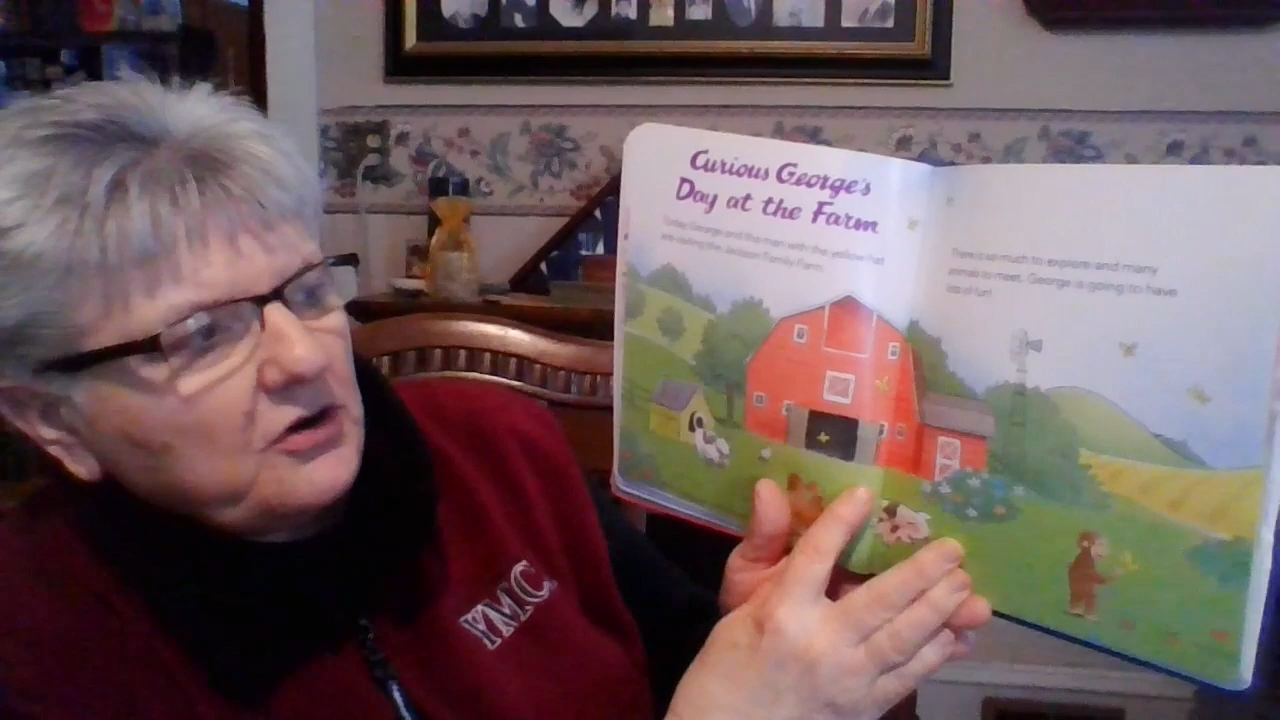 Curious George's
Day at the Farm
Today George and the man with the yellow hat
are visiting the Jackson Family Farm.
There is so much to explore and many
animals to meet. George is going to have
lots of fun!
YMC